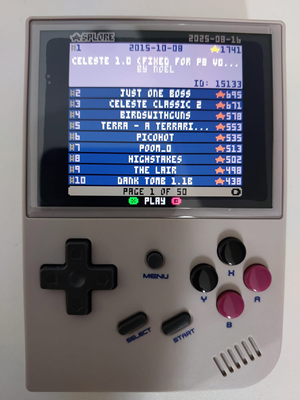 SPLORE 2025-08-16
#1 2015-10-08 1741
CELESTE 1.0 (FIXED FOR P8 V0...
BY NOEL
ID: 15133
#2 JUST ONE BOSS 695
#3 CELESTE CLASSIC 2 671
#4 BIRDSWITHGUNS 578
#5 TERRA - A TERRARI... 553
#6 PICOHOT 535
#7 POOM_0 513
#8 HIGHSTAKES 502
#9 THE LAIR 498
#10 DANK TOMB 1.1B 438
PAGE 1 OF 50
PLAY
MENU
X
Y A
B
SELECT START